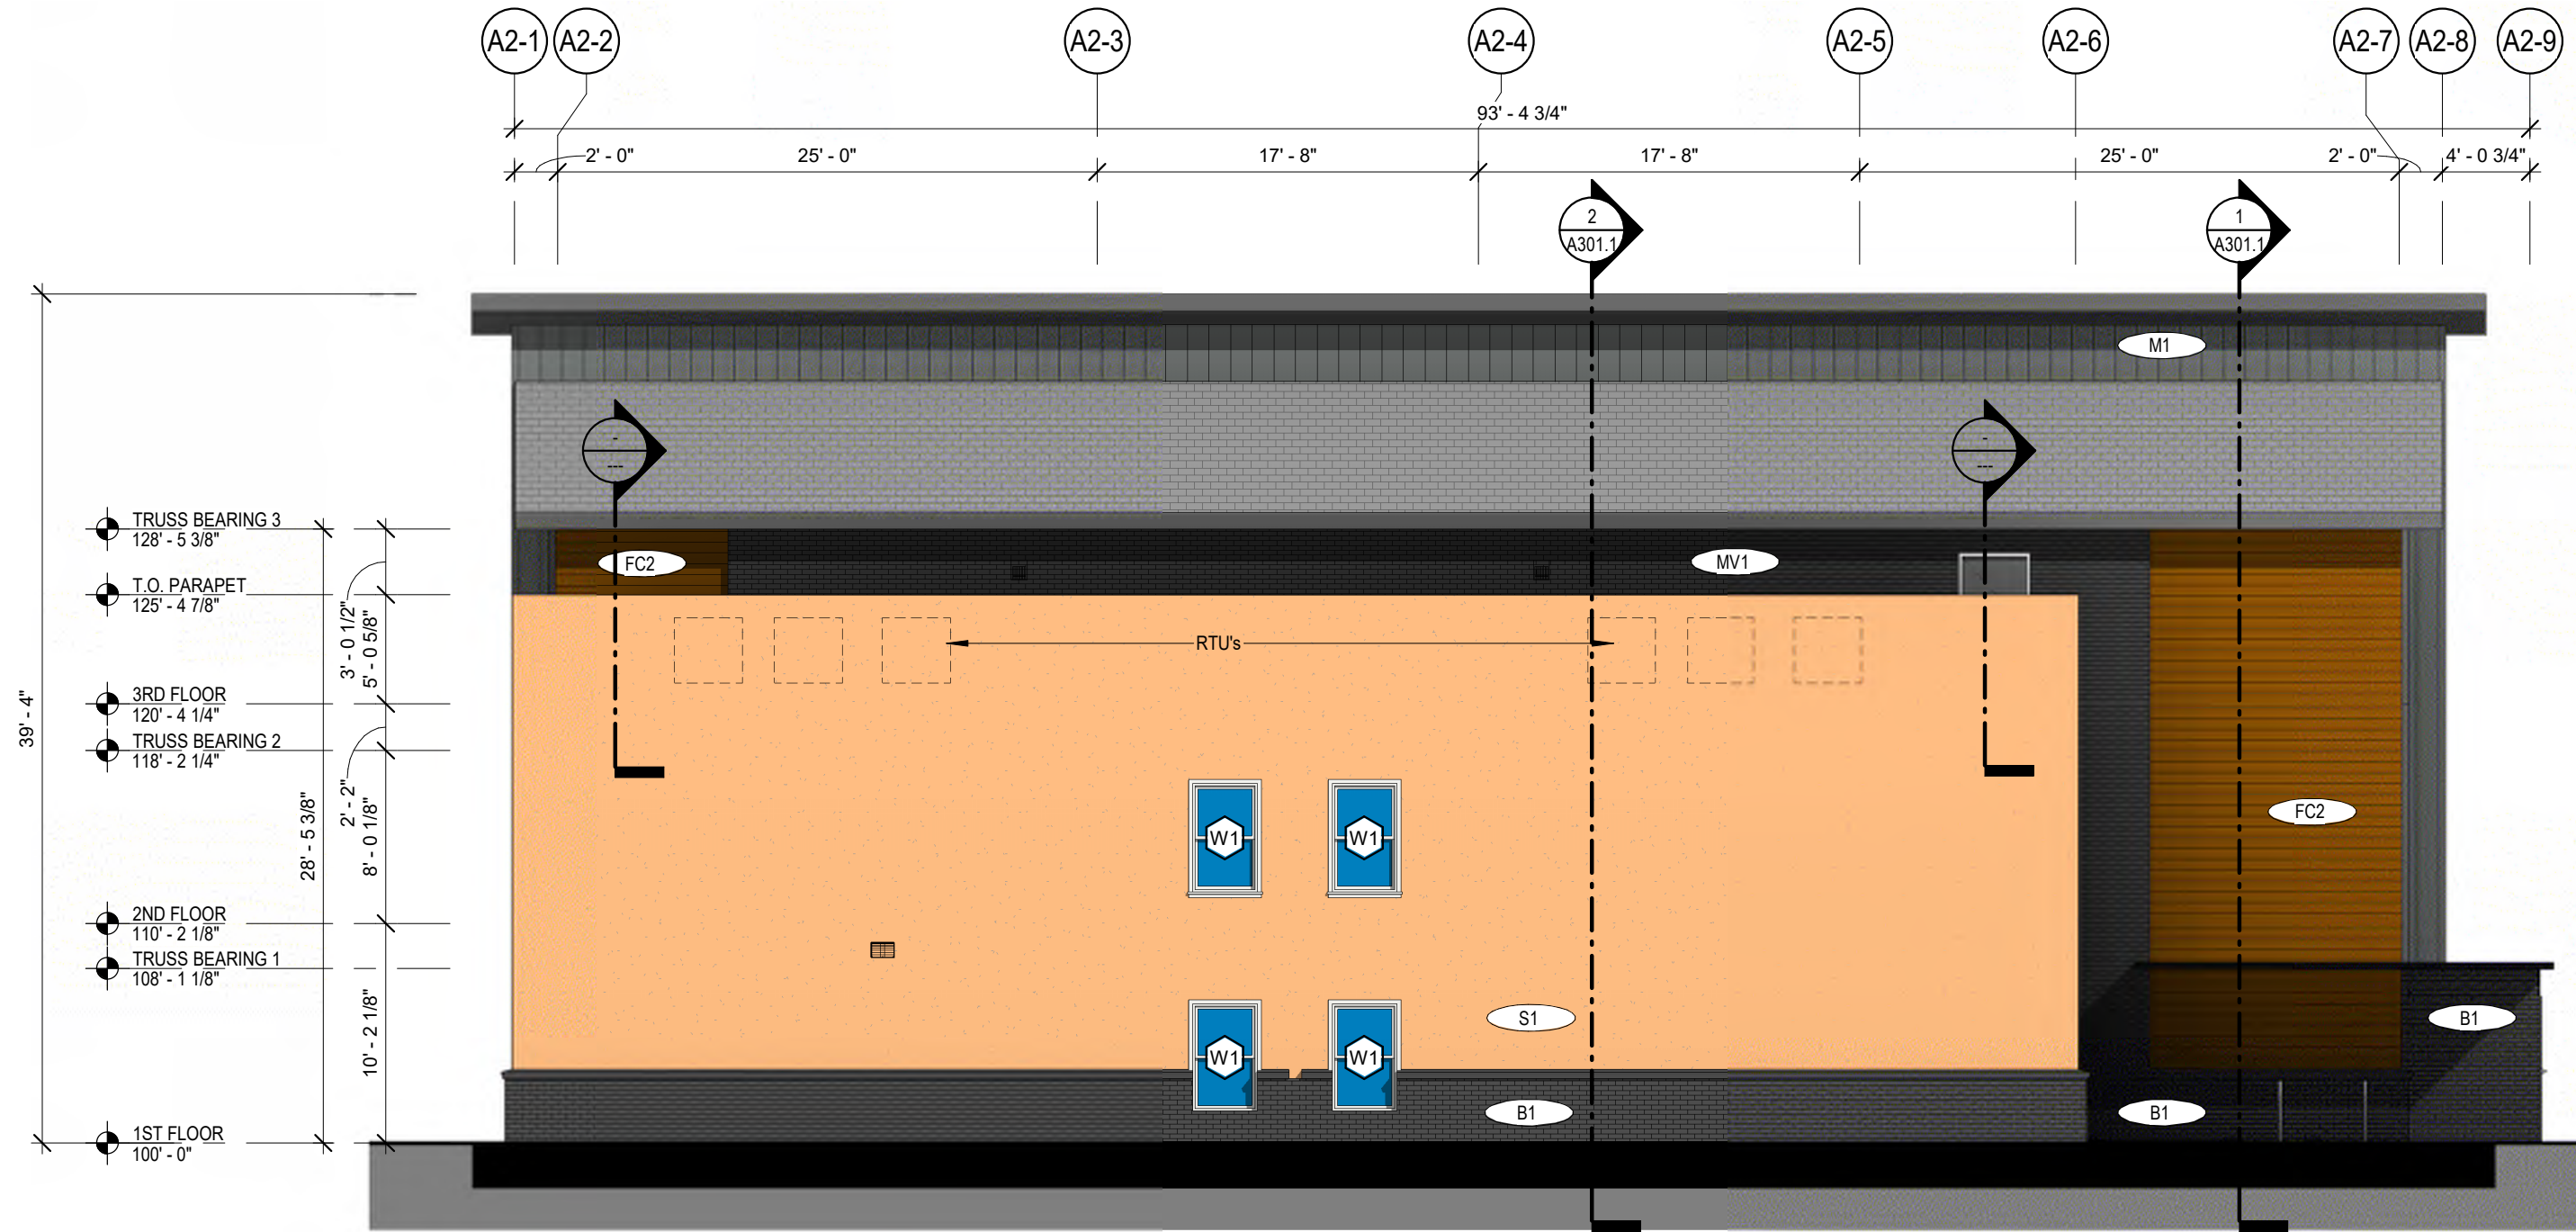 A2-1 A2-2 A2-3 A2-4 A2-5 A2-6 A2-7 A2-8 A2-9
93' - 4 3/4"
2' - 0" 25' - 0" 17' - 8" 17' - 8" 25' - 0" 2' - 0" 4' - 0 3/4"
2
A301.1
1
A301.1
M1
-
---
-
---
TRUSS BEARING 3
128' - 5 3/8"
FC2
MV1
T.O. PARAPET
125' - 4 7/8"
3' - 0 1/2"
5' - 0 5/8"
RTU's
39' - 4"
3RD FLOOR
120' - 4 1/4"
TRUSS BEARING 2
118' - 2 1/4"
28' - 5 3/8"
2' - 2"
8' - 0 1/8"
W1 W1
FC2
2ND FLOOR
110' - 2 1/8"
TRUSS BEARING 1
108' - 1 1/8"
10' - 2 1/8"
S1
B1
W1 W1
B1
B1
1ST FLOOR
100' - 0"